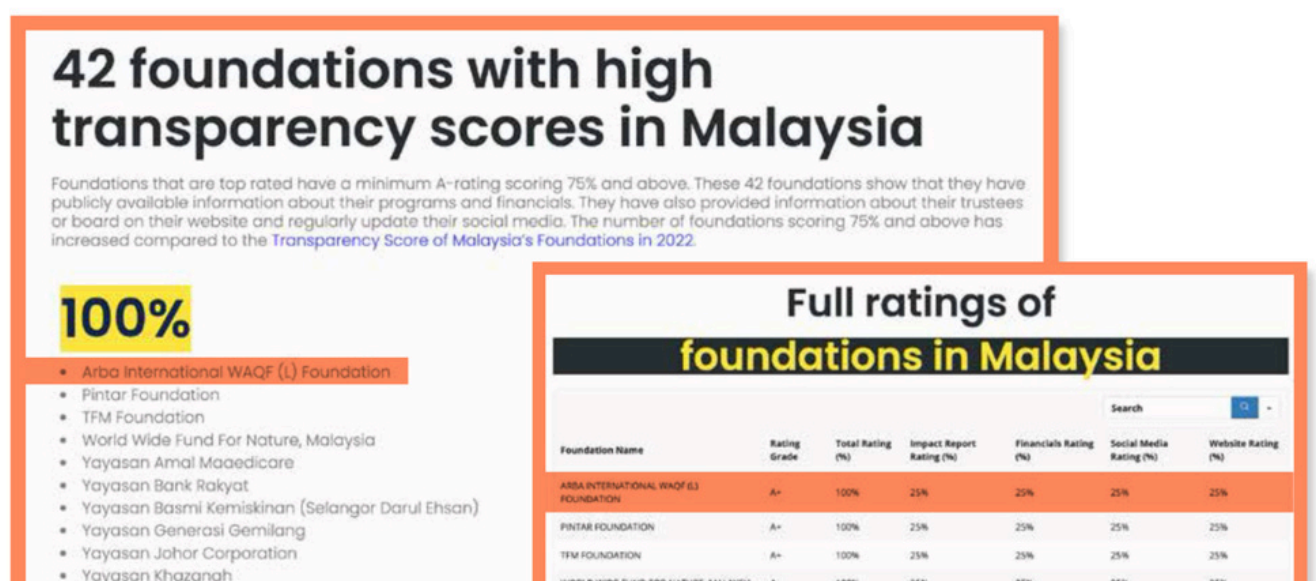 42 foundations with high
transparency scores in Malaysia
Foundations that are top rated have a minimum A-rating scoring 75% and above. These 42 foundations show that they have
publicly available information about their programs and financials. They have also provided information about their trustees
or board on their website and regularly update their social media. The number of foundations scoring 75% and above has
increased compared to the Transparency Score of Malaysia's Foundations in 2022.
100%
• Arba International WAQF (L) Foundation
• Pintar Foundation
• TFM Foundation
• World Wide Fund For Nature, Malaysia
• Yayasan Amal Maaedicare
• Yayasan Bank Rakyat
• Yayasan Basmi Kemiskinan (Selangor Darul Ehsan)
• Yayasan Generasi Gemilang
• Yayasan Johor Corporation
• Yayasan Khazanah
Full ratings of
foundations in Malaysia
Search
Foundation Name Rating Grade Total Rating (%) Impact Report Rating (%) Financials Rating (%) Social Media Rating (%) Website Rating (%)
ARBA INTERNATIONAL WAQF (L) FOUNDATION A+ 100% 25% 25% 25% 25%
PINTAR FOUNDATION A+ 100% 25% 25% 25% 25%
TFM FOUNDATION A+ 100% 25% 25% 25% 25%